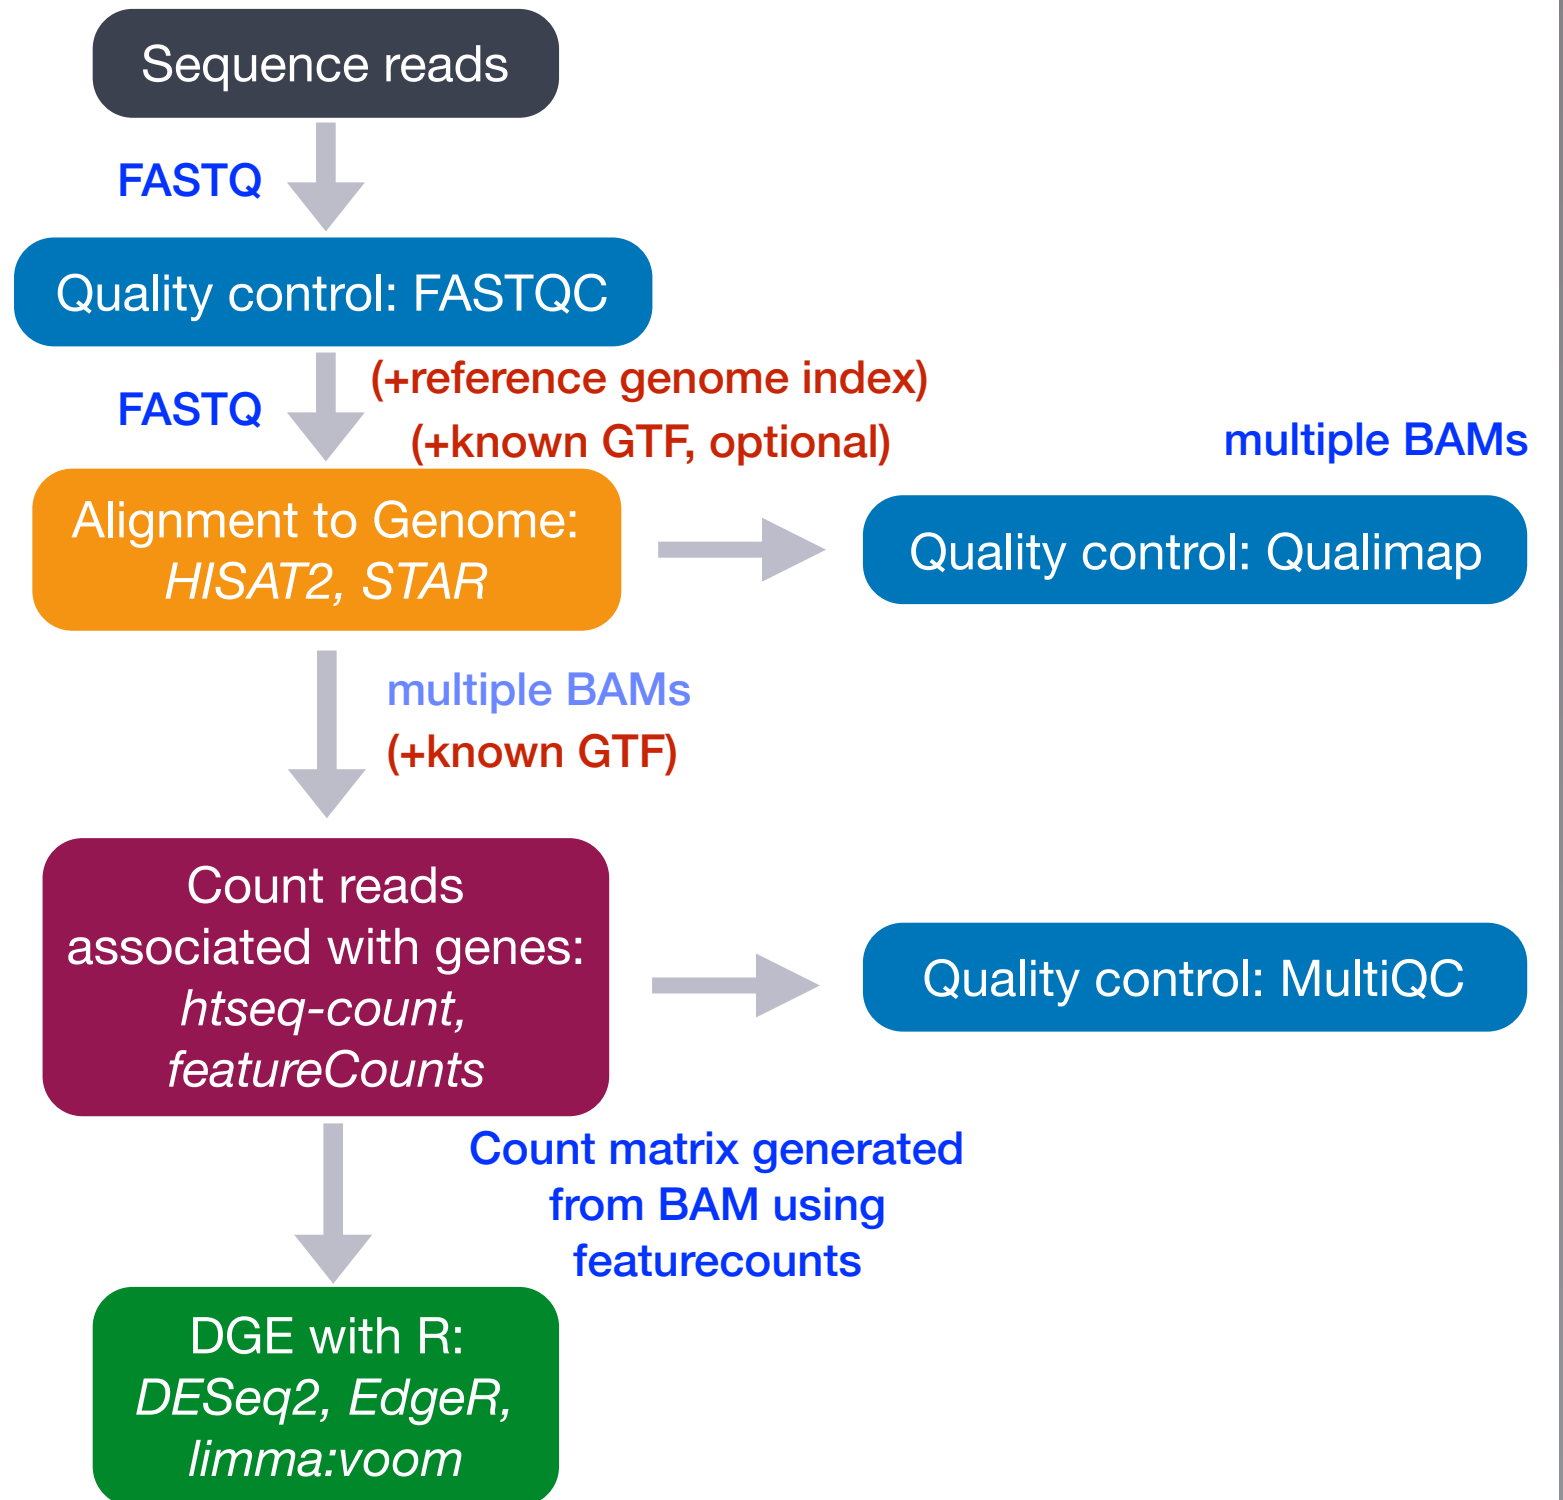 Sequence reads
FASTQ
Quality control: FASTQC
FASTQ
(+reference genome index)
(+known GTF, optional)
multiple BAMs
Alignment to Genome:
HISAT2, STAR
Quality control: Qualimap
multiple BAMs
(+known GTF)
Count reads
associated with genes:
htseq-count,
featureCounts
Quality control: MultiQC
Count matrix generated
from BAM using
featurecounts
DGE with R:
DESeq2, EdgeR,
limma:voom